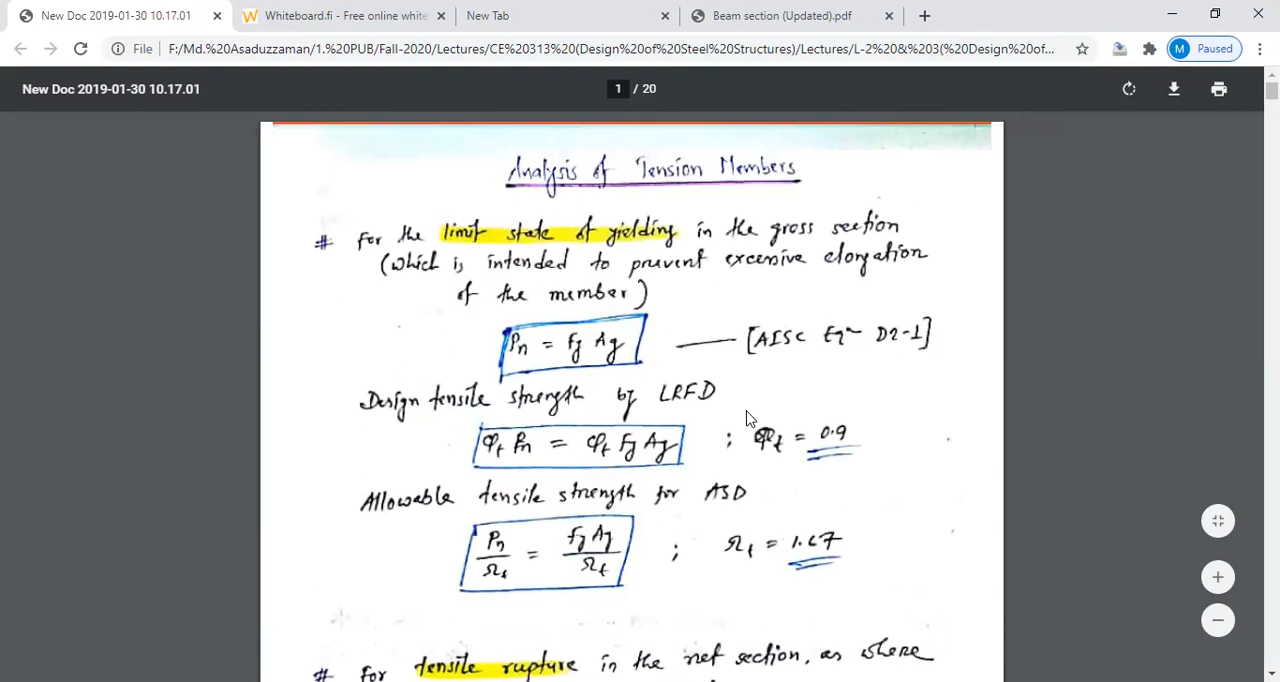 New Doc 2019-01-30 10.17.01
Whiteboard.fi - Free online white
New Tab
Beam section (Updated).pdf
File
F:/Md.%20Asaduzzaman/1.%20PUB/Fall-2020/Lectures/CE%20313%20(Design%20of%20Steel%20Structures)/Lectures/L-2%20&%203(%20Design%20of...
M Paused
New Doc 2019-01-30 10.17.01
1 / 20
Analysis of Tension Members
# For the limit state of yielding in the gross section
(which is intended to prevent excessive elongation
of the member)
Pn = Fy Ag —— [AISC Eqn D2-1]
Design tensile strength by LRFD
φt Pn = φt Fy Ag ; φt = 0.9
Allowable tensile strength for ASD
Pn/Ωt = Fy Ag/Ωt ; Ωt = 1.67
# For tensile rupture in the net section, as where